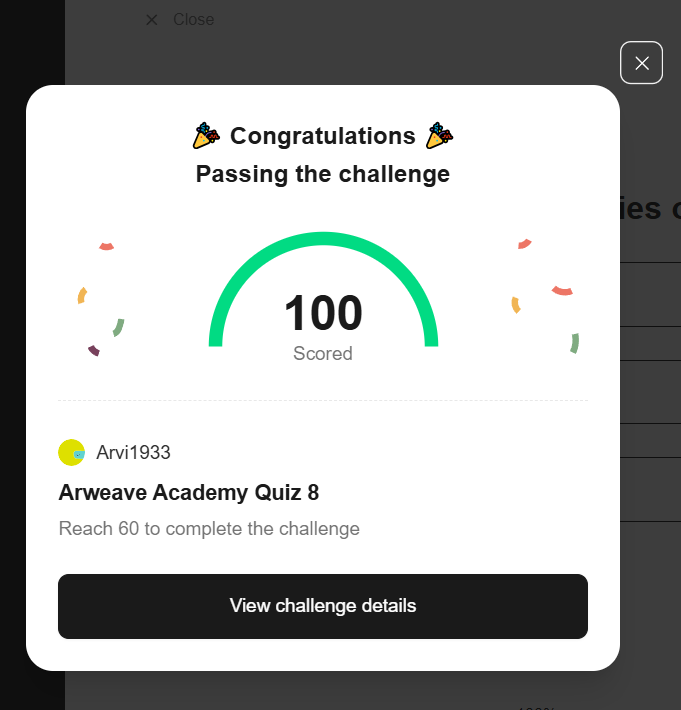 Close
ies
Congratulations
Passing the challenge
100
Scored
Arvi1933
Arweave Academy Quiz 8
Reach 60 to complete the challenge
View challenge details